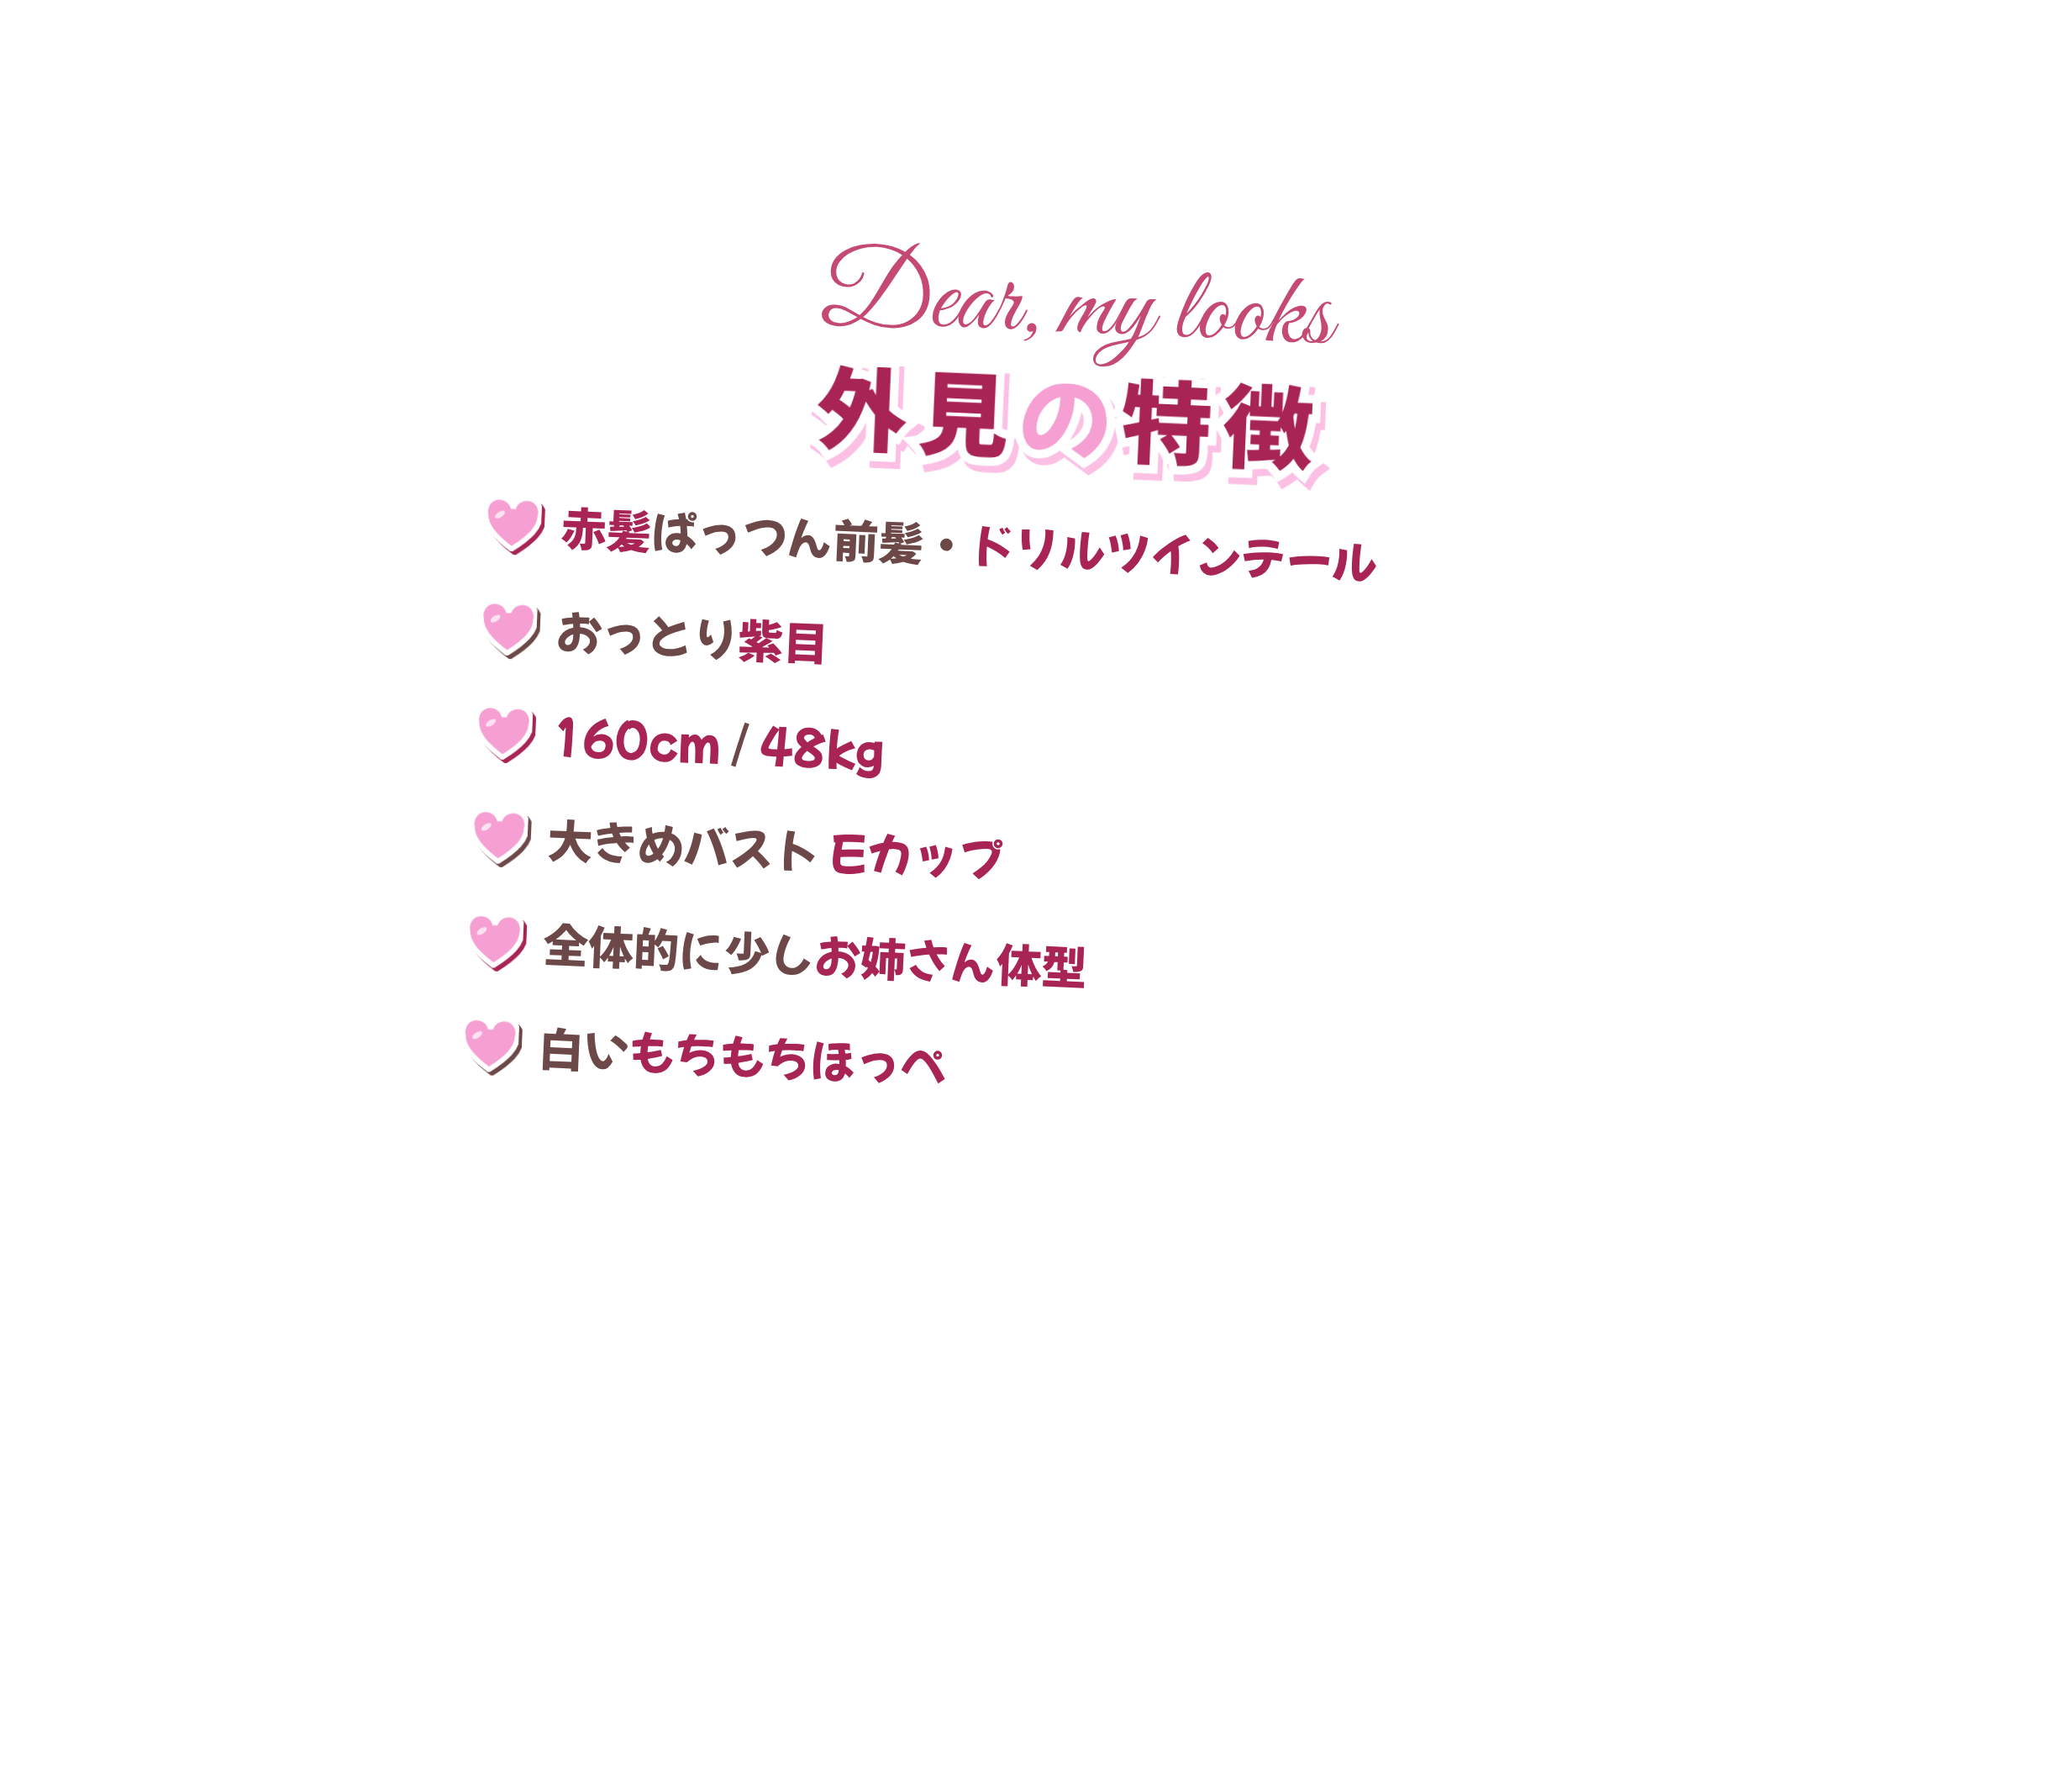 Dear, my looks
外見の特徴
赤髪ぱっつん前髪・ドリルツインテール
おっとり紫目
160cm / 48kg
大きめバスト Eカップ
全体的に少しお姉さん体型
白いもちもちほっぺ